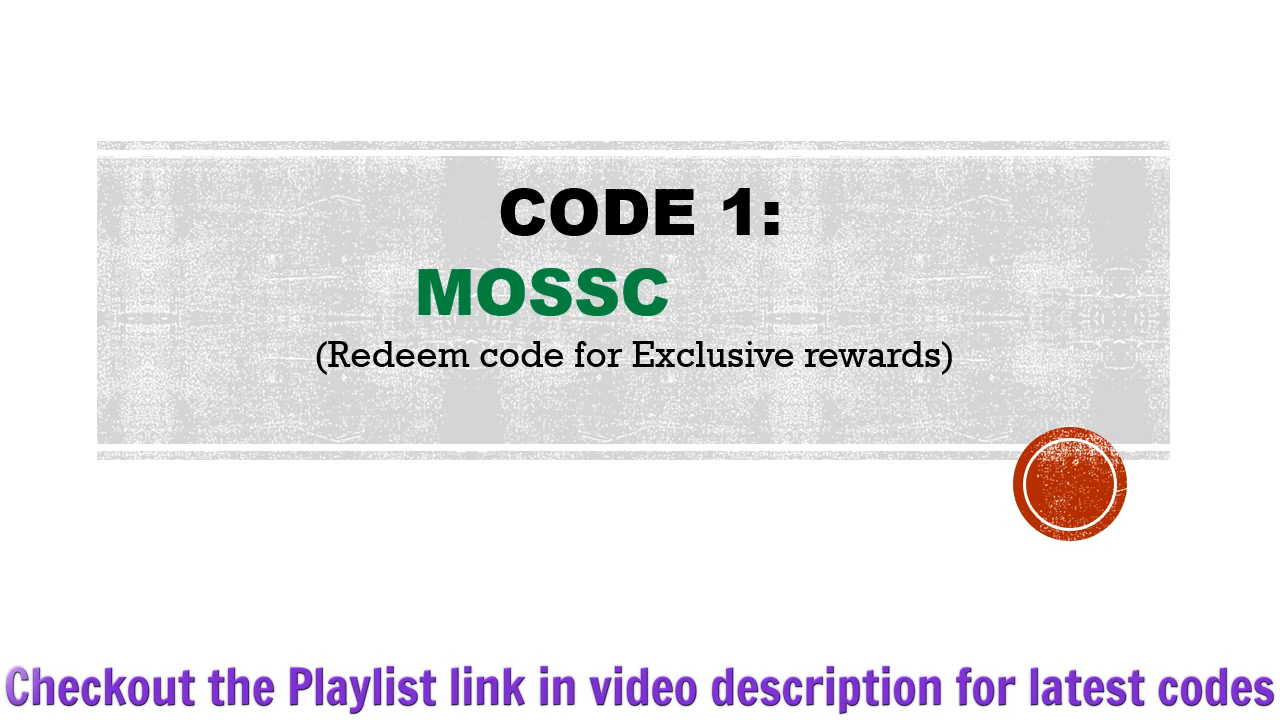 CODE 1:
MOSSC
(Redeem code for Exclusive rewards)
Checkout the Playlist link in video description for latest codes